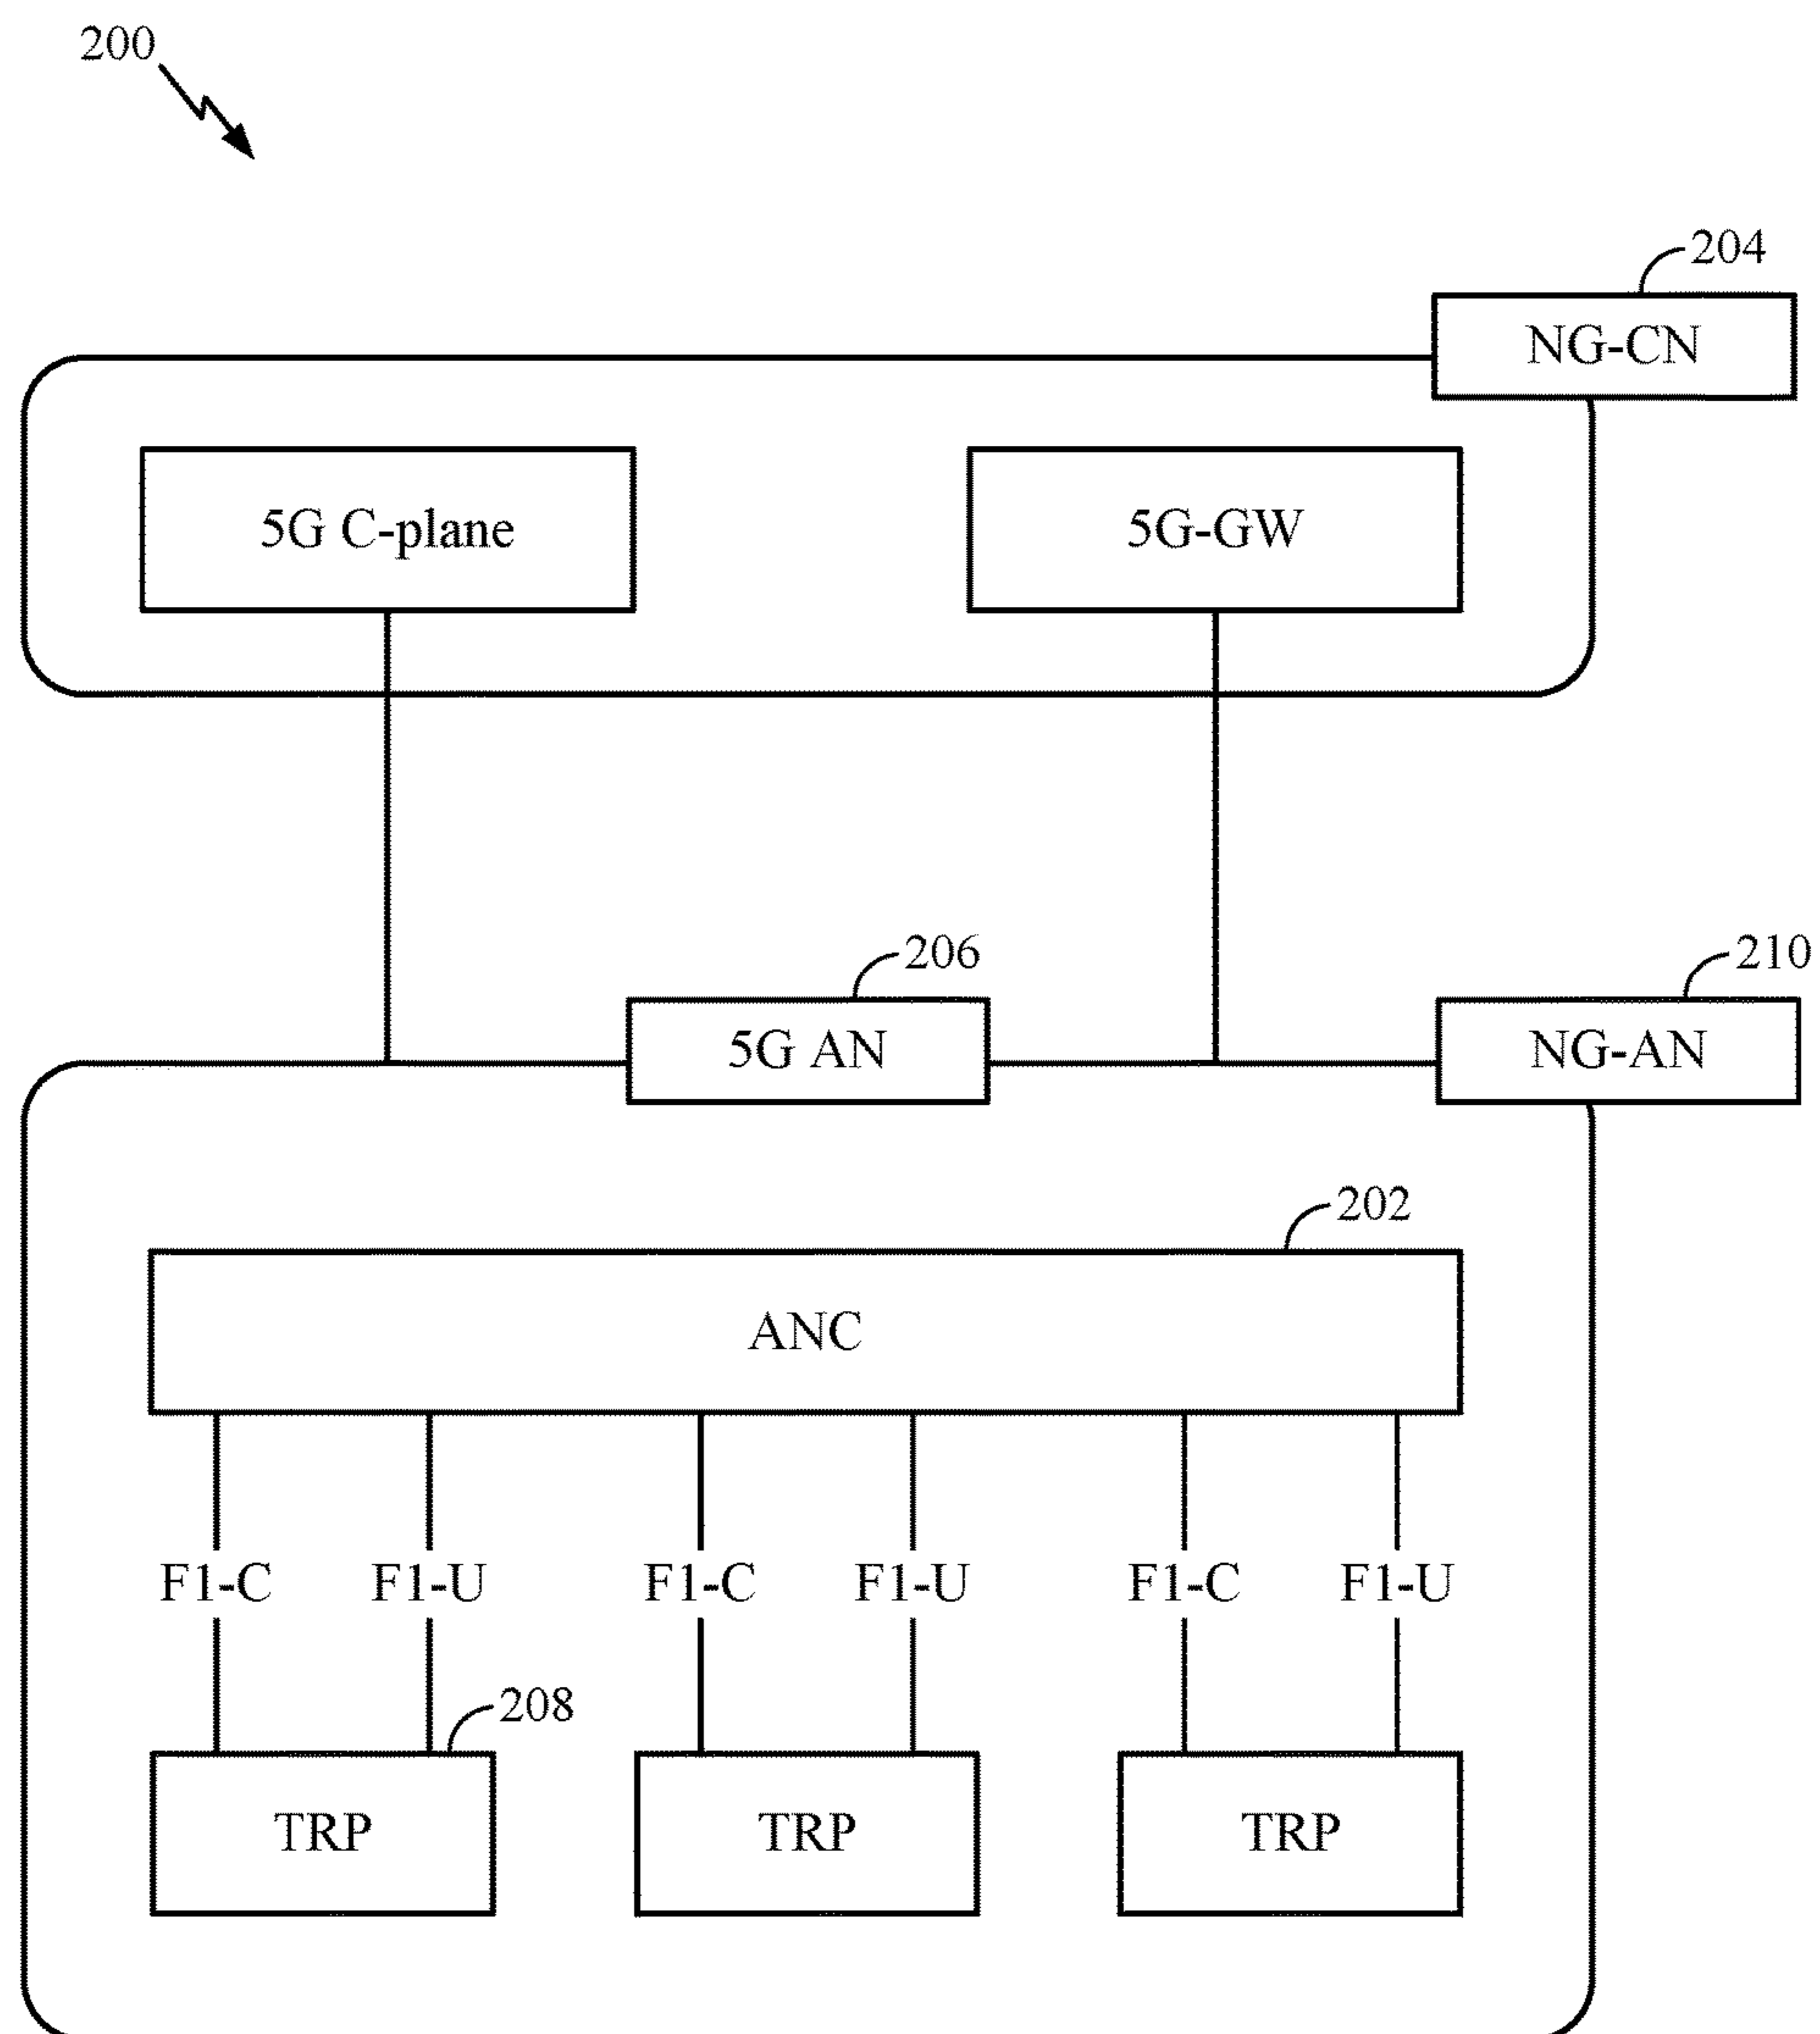 200
204
NG-CN
5G C-plane
5G-GW
206
210
5G AN
NG-AN
202
ANC
F1-C F1-U F1-C F1-U F1-C F1-U
208
TRP TRP TRP